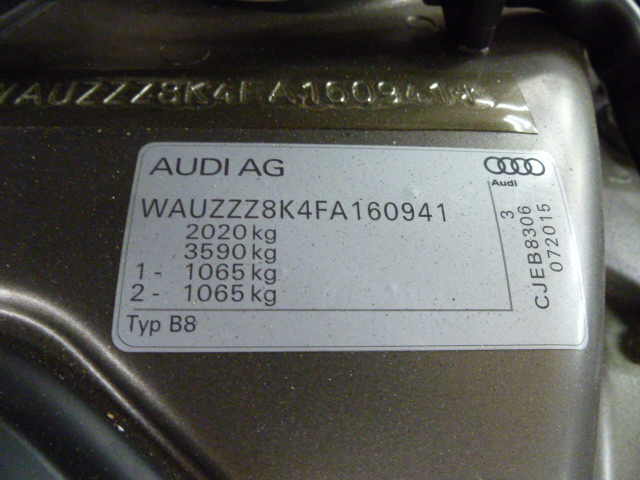 WAUZZZ8K4FA160941
AUDI AG
Audi
WAUZZZ8K4FA160941
2020 kg
3590 kg
1 - 1065 kg
2 - 1065 kg
Typ B8
3
CJEB8306
072015